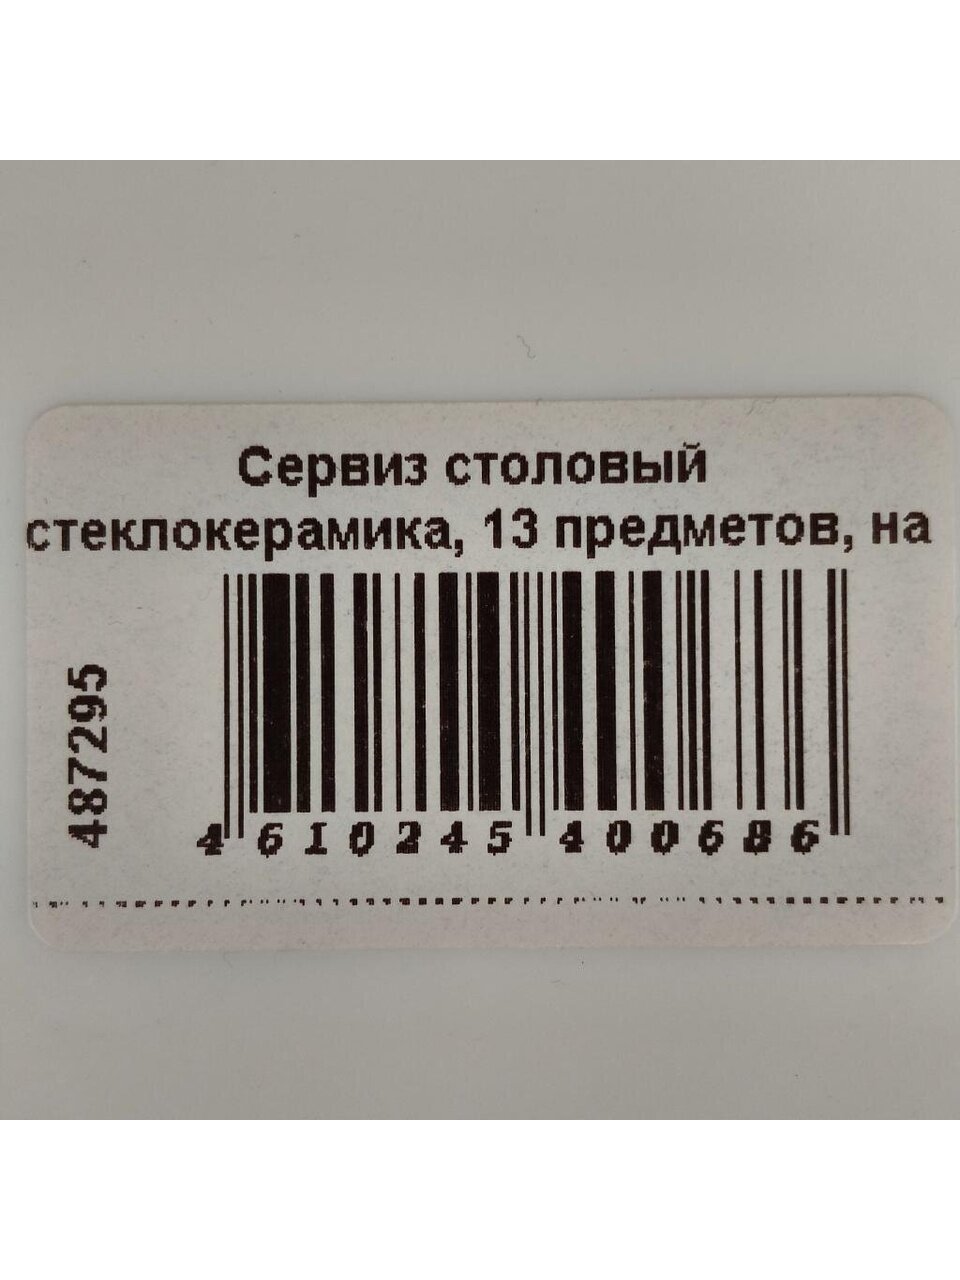 Сервиз столовый
стеклокерамика, 13 предметов, на
487295
4 610245 400686